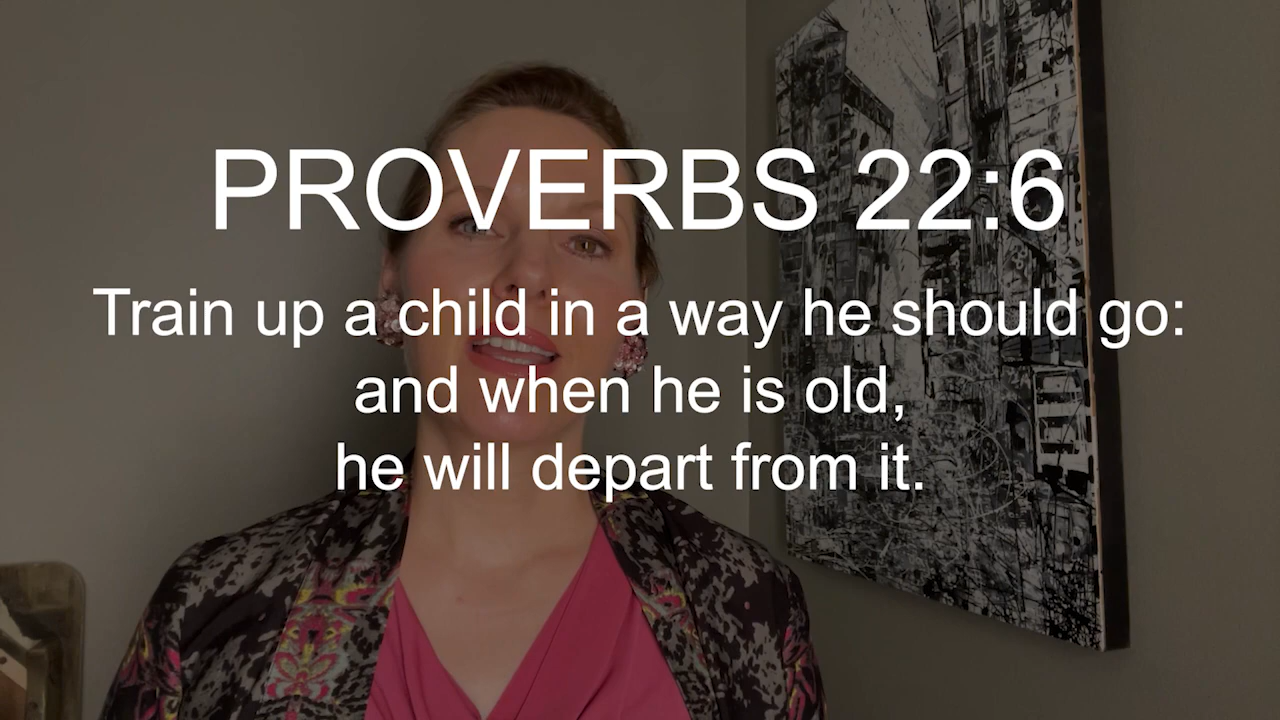 PROVERBS 22:6
Train up a child in a way he should go:
and when he is old,
he will depart from it.